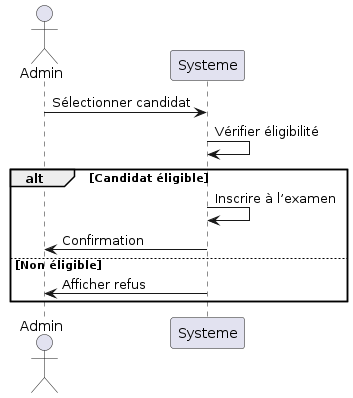 Admin
Systeme
Sélectionner candidat
Vérifier éligibilité
alt [Candidat éligible]
Inscrire à l’examen
Confirmation
[Non éligible]
Afficher refus
Admin
Systeme